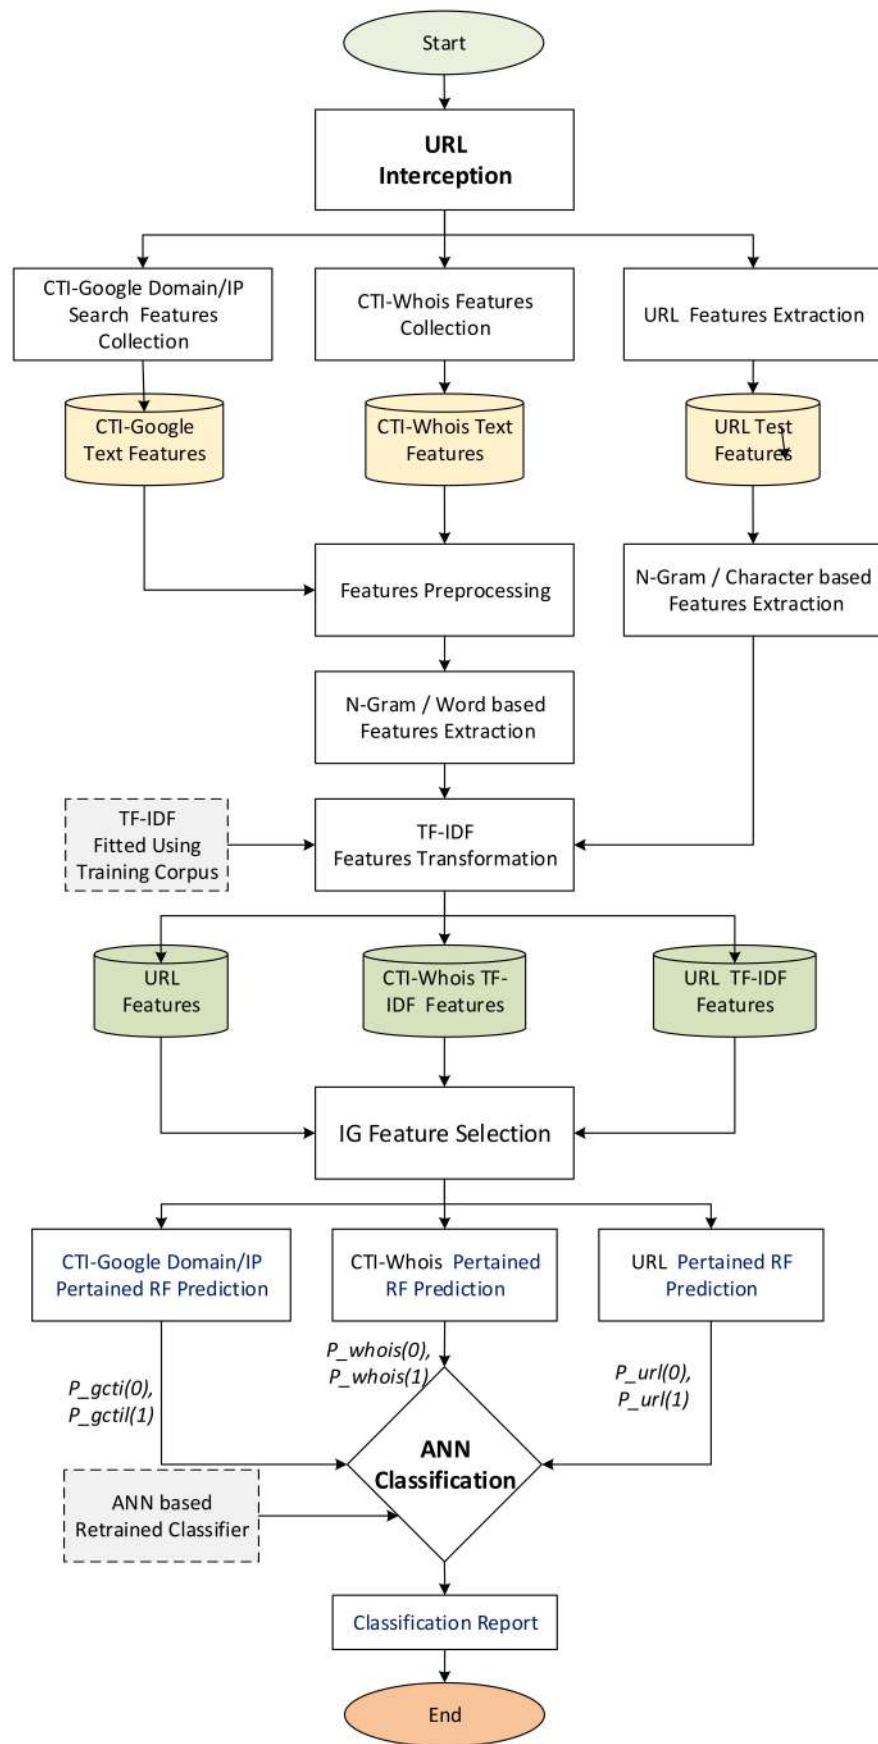 Start
URL
Interception
CTI-Google Domain/IP
Search Features
Collection
CTI-Whois Features
Collection
URL Features Extraction
CTI-Google
Text Features
CTI-Whois Text
Features
URL Test
Features
Features Preprocessing
N-Gram / Character based
Features Extraction
N-Gram / Word based
Features Extraction
TF-IDF
Fitted Using
Training Corpus
TF-IDF
Features Transformation
URL
Features
CTI-Whois TF-
IDF Features
URL TF-IDF
Features
IG Feature Selection
CTI-Google Domain/IP
Pertained RF Prediction
CTI-Whois Pertained
RF Prediction
URL Pertained RF
Prediction
P_gcti(0),
P_gctil(1)
P_whois(0),
P_whois(1)
P_url(0),
P_url(1)
ANN
Classification
ANN based
Retrained Classifier
Classification Report
End